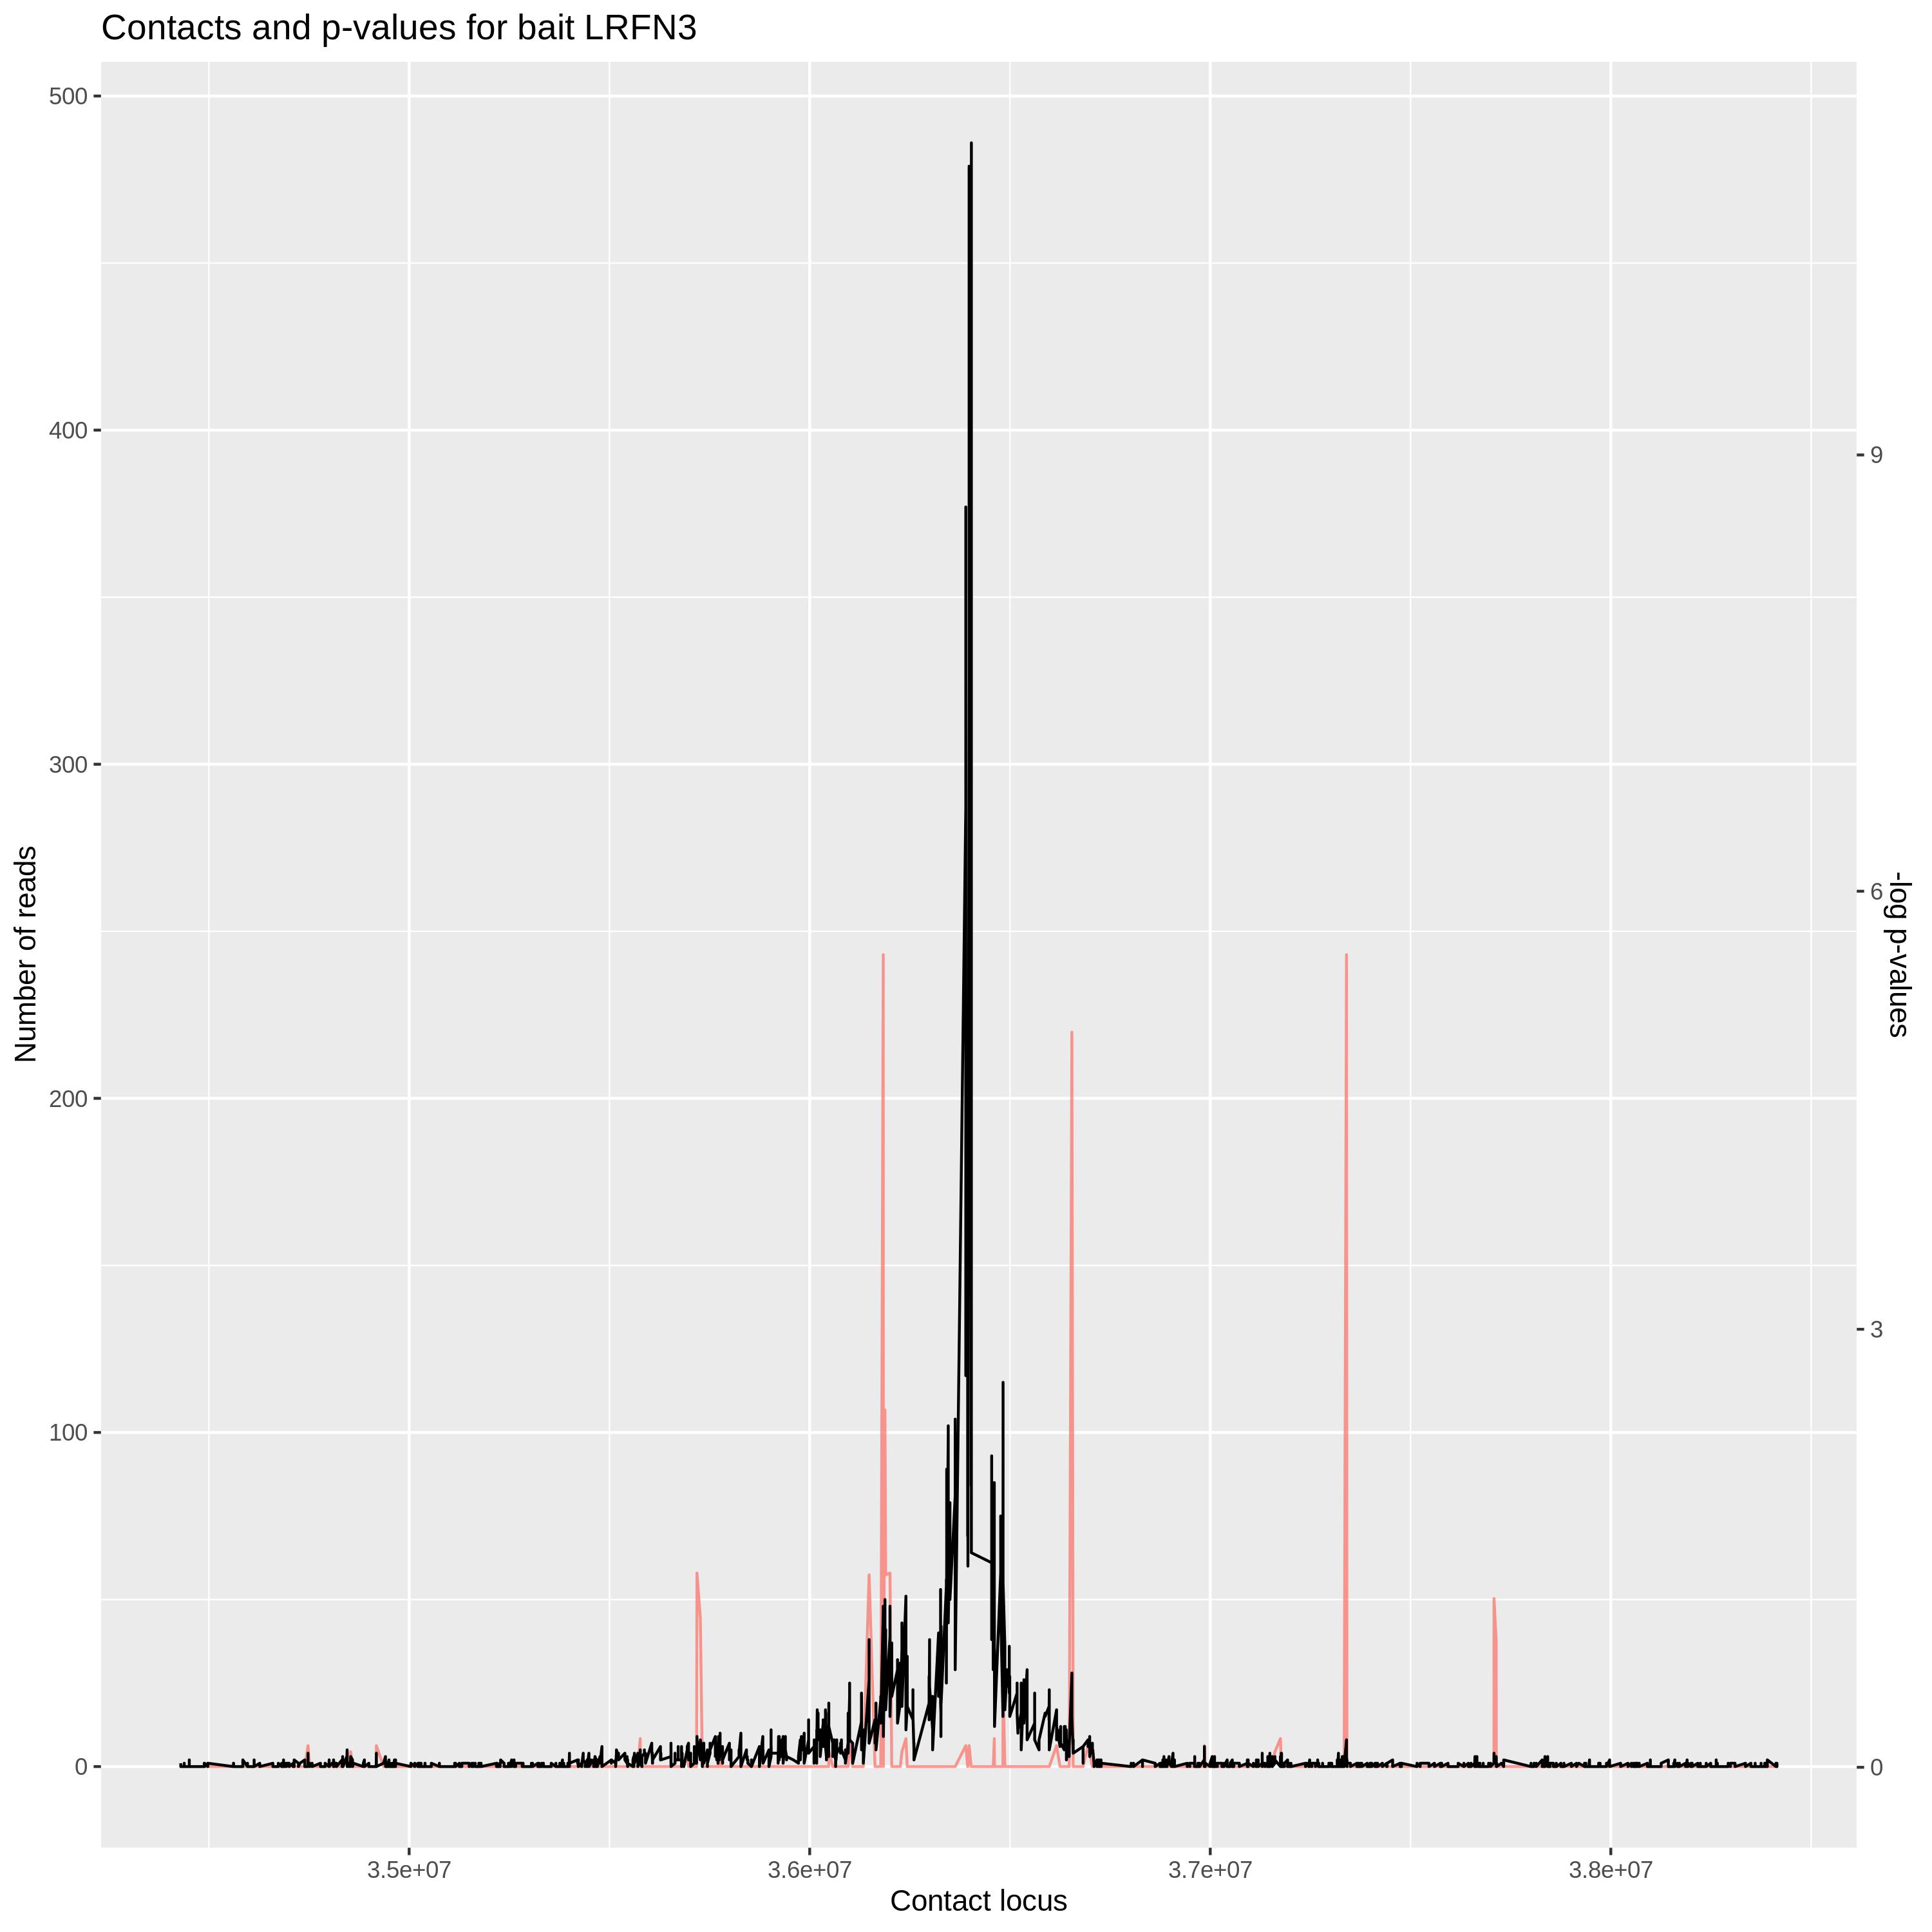 Contacts and p-values for bait LRFN3
500
400
300
200
100
0
Number of reads
9
6
3
0
-log p-values
3.5e+07
3.6e+07
3.7e+07
3.8e+07
Contact locus